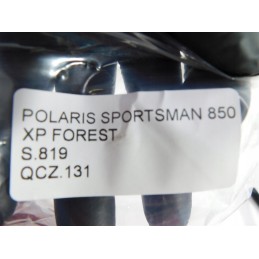 POLARIS SPORTSMAN 850
XP FOREST
S.819
QCZ.131